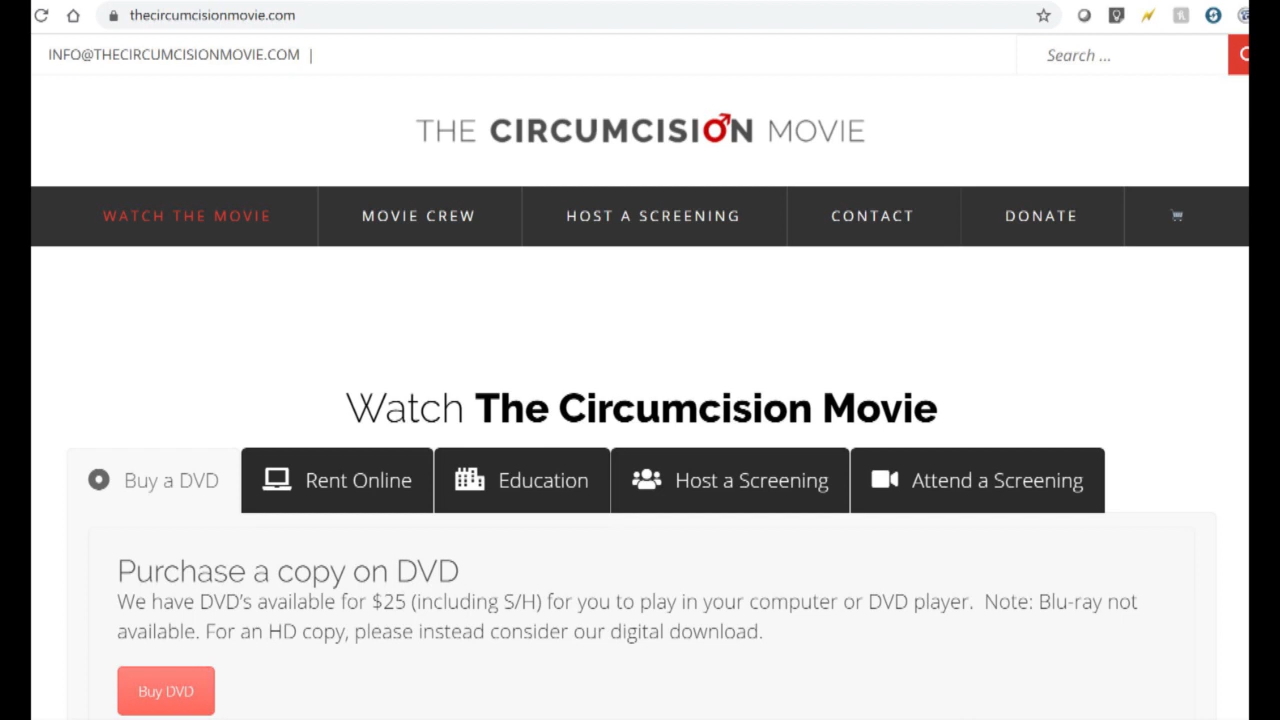 thecircumcisionmovie.com
INFO@THECIRCUMCISIONMOVIE.COM |
Search ...
THE CIRCUMCISION MOVIE
WATCH THE MOVIE
MOVIE CREW
HOST A SCREENING
CONTACT
DONATE
Watch The Circumcision Movie
Buy a DVD
Rent Online
Education
Host a Screening
Attend a Screening
Purchase a copy on DVD
We have DVD's available for $25 (including S/H) for you to play in your computer or DVD player. Note: Blu-ray not
available. For an HD copy, please instead consider our digital download.
Buy DVD